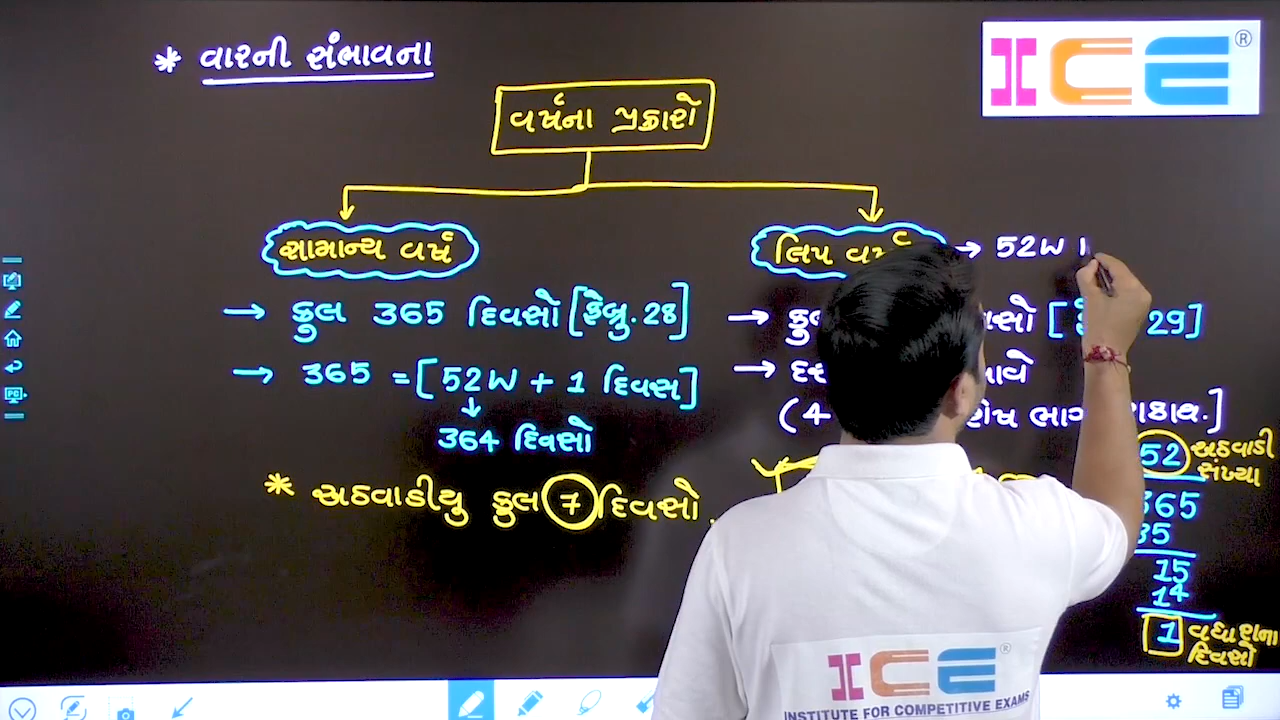 * વારની સંભાવના
ICE ®
વર્ષના પ્રકારો
સામાન્ય વર્ષ
→ કુલ 365 દિવસો [ફેબ્રુ. 28]
→ 365 = [52W + 1 દિવસ]
↓
364 દિવસો
* અઠવાડીયુ કુલ 7 દિવસો.
લિપ વર્ષ → 52W
→ [ 29]
→
(4 ભાગ
52 અઠવાડી
સંખ્યા
365
35
15
14
1 વધારાના
દિવસો
ICE ®
INSTITUTE FOR COMPETITIVE EXAMS